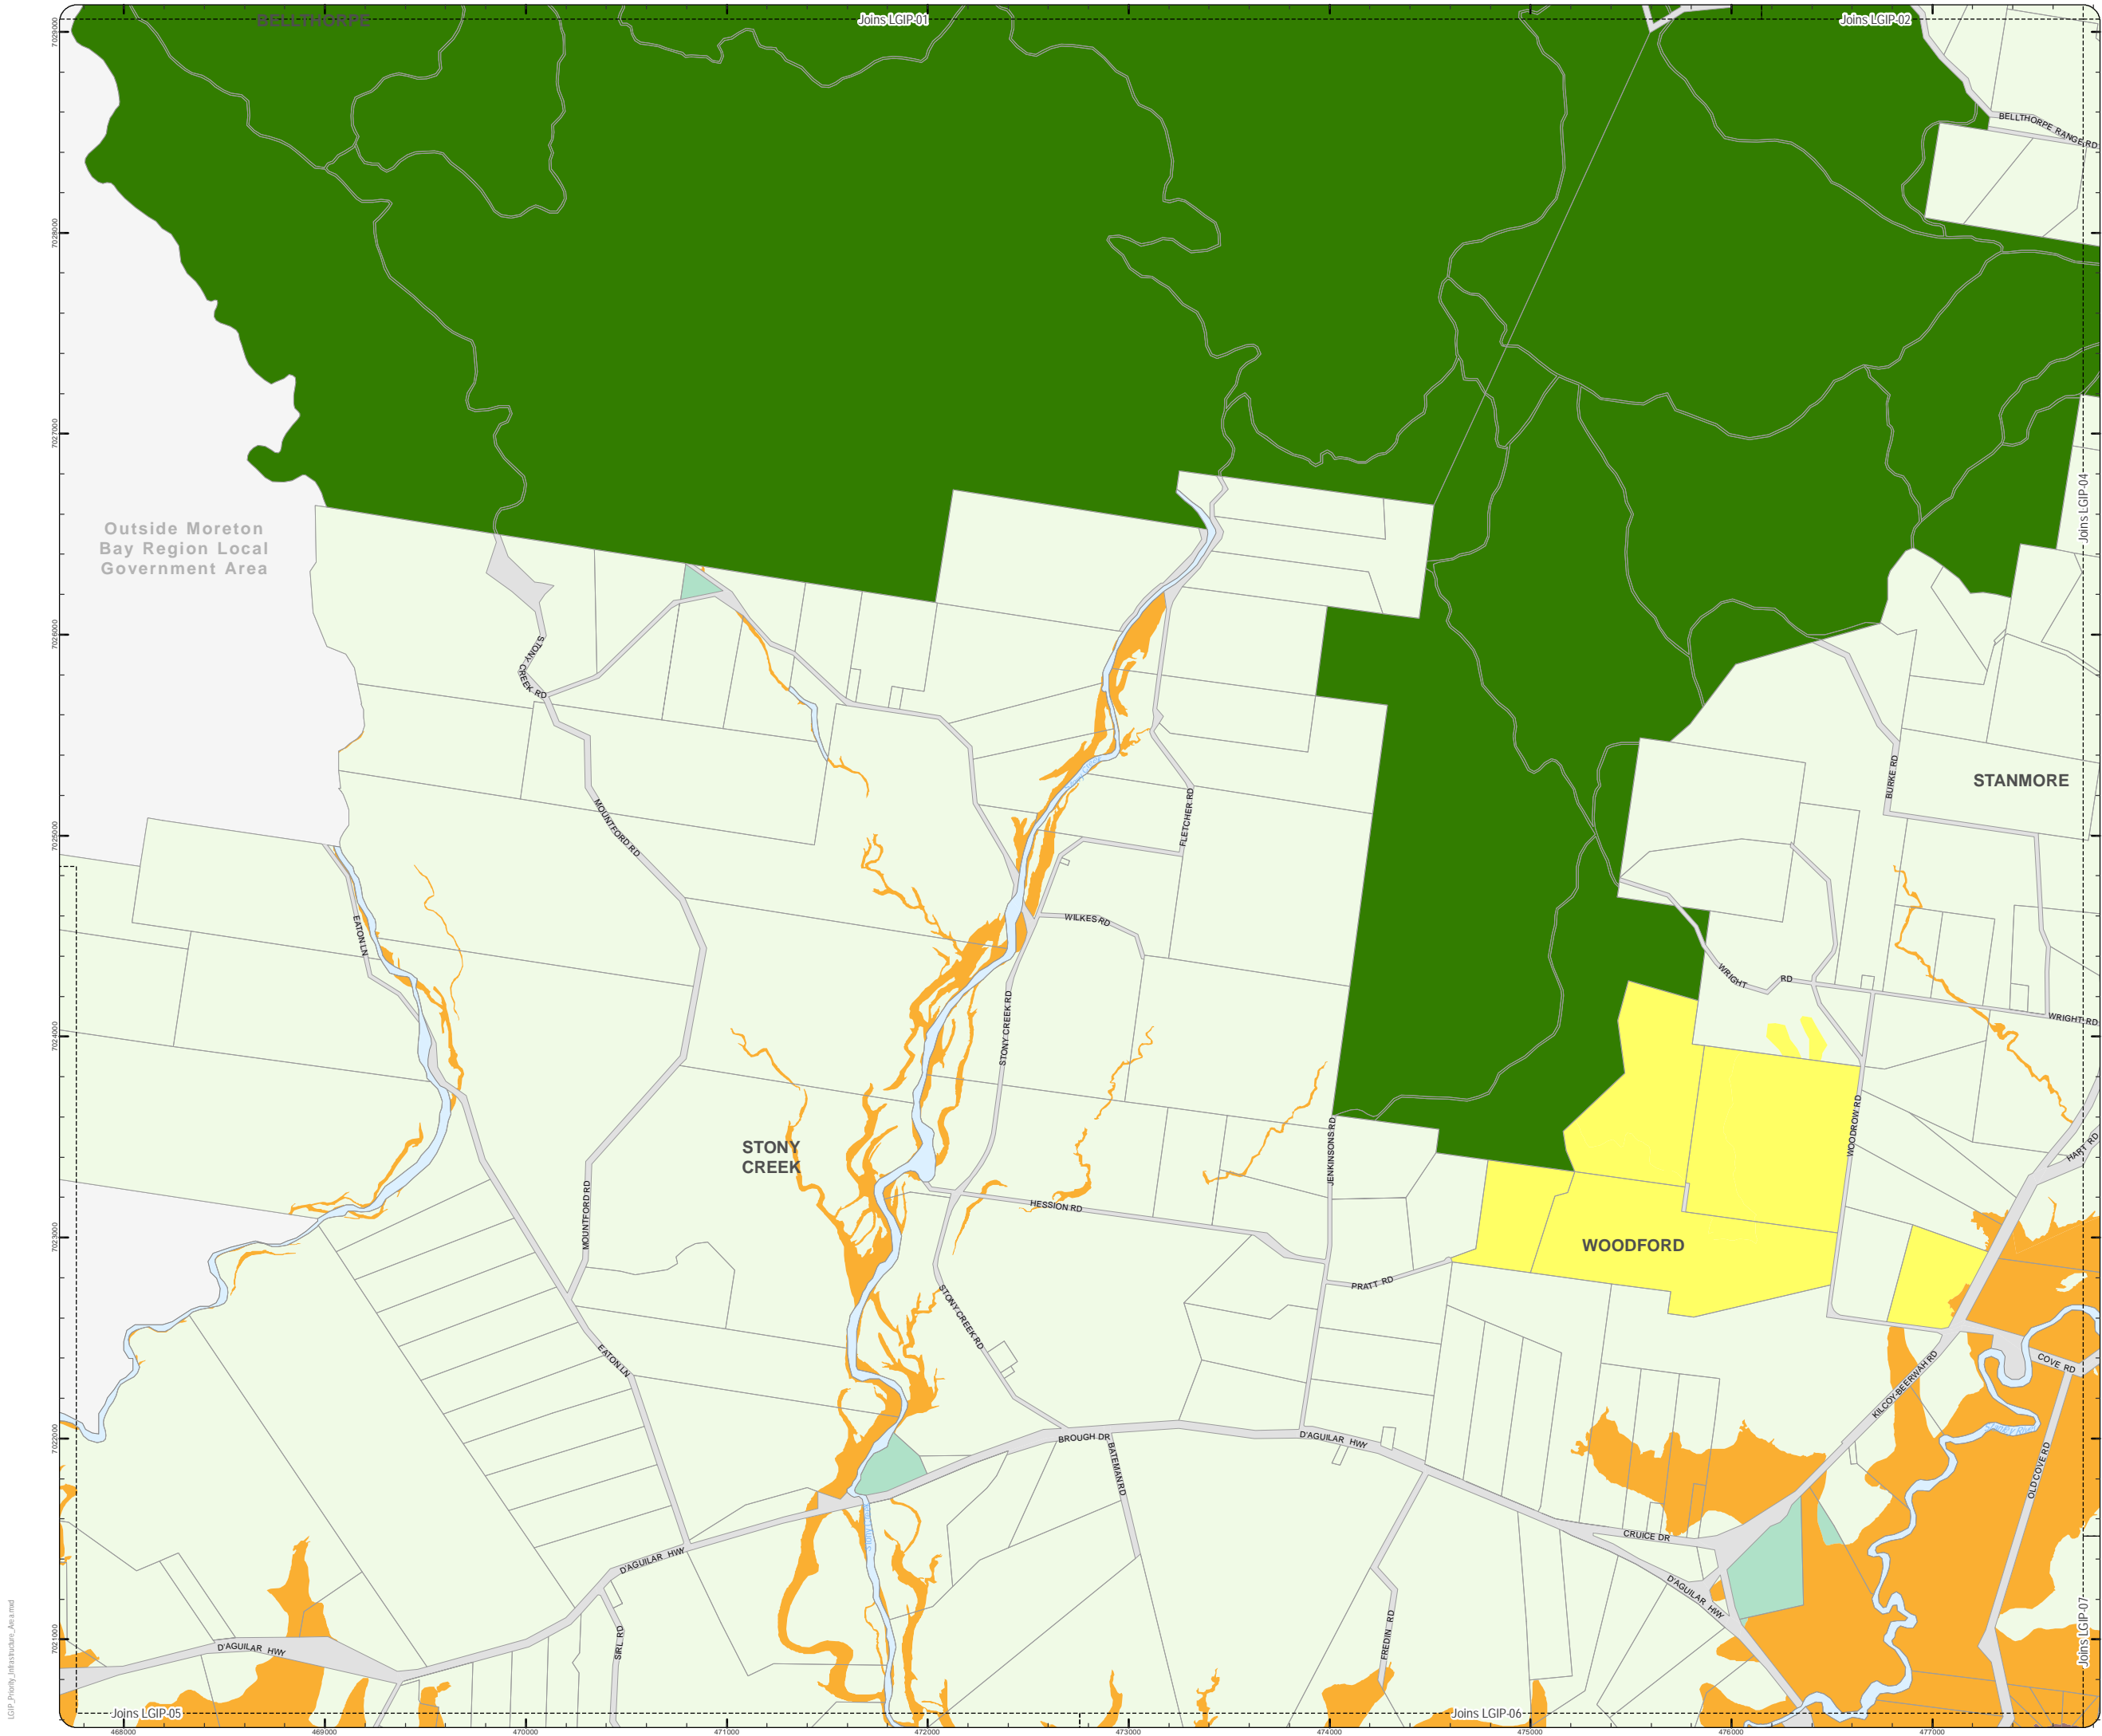 BELLTHORPE
Joins LGIP-01
Joins LGIP-02
7029000
BELLTHORPE RANGE RD
7028000
7027000
Joins LGIP-04
Outside Moreton
Bay Region Local
Government Area
7026000
STONY
CREEK RD
BURKE RD
STANMORE
MOUNTFORD RD
FLETCHER RD
7025000
EATON LN
WILKES RD
WRIGHT
RD
WRIGHT RD
STONY CREEK RD
7024000
STONY
CREEK
JENKINSONS RD
WOODROW RD
HART RD
MOUNTFORD RD
HESSION RD
7023000
WOODFORD
PRATT RD
STONY CREEK RD
EATON LN
COVE RD
KILCOY-BEERWAH RD
7022000
BROUGH DR
D'AGUILAR HWY
BATEMAN RD
OLD COVE RD
CRUICE DR
D'AGUILAR HWY
D'AGUILAR HWY
SIRL RD
FREDIN RD
7021000
D'AGUILAR HWY
Joins LGIP-07
LGIP_Priority_Infrastructure_Area.mxd
Joins LGIP-05
Joins LGIP-06
468000
469000
470000
471000
472000
473000
474000
475000
476000
477000